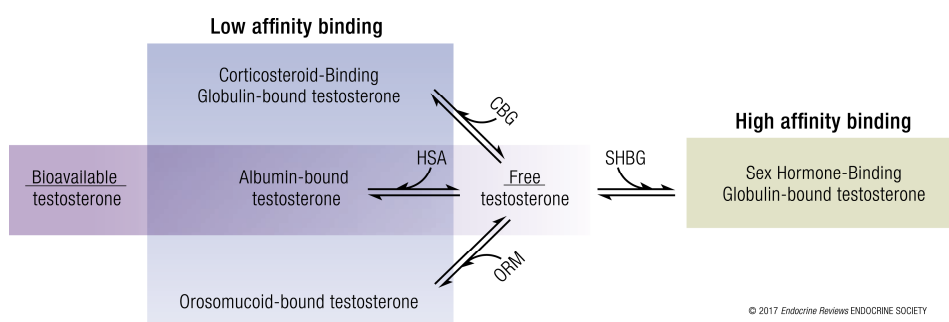 Low affinity binding
Corticosteroid-Binding
Globulin-bound testosterone
CBG
High affinity binding
Bioavailable
testosterone
Albumin-bound
testosterone
HSA
Free
testosterone
SHBG
Sex Hormone-Binding
Globulin-bound testosterone
ORM
Orosomucoid-bound testosterone
© 2017 Endocrine Reviews ENDOCRINE SOCIETY